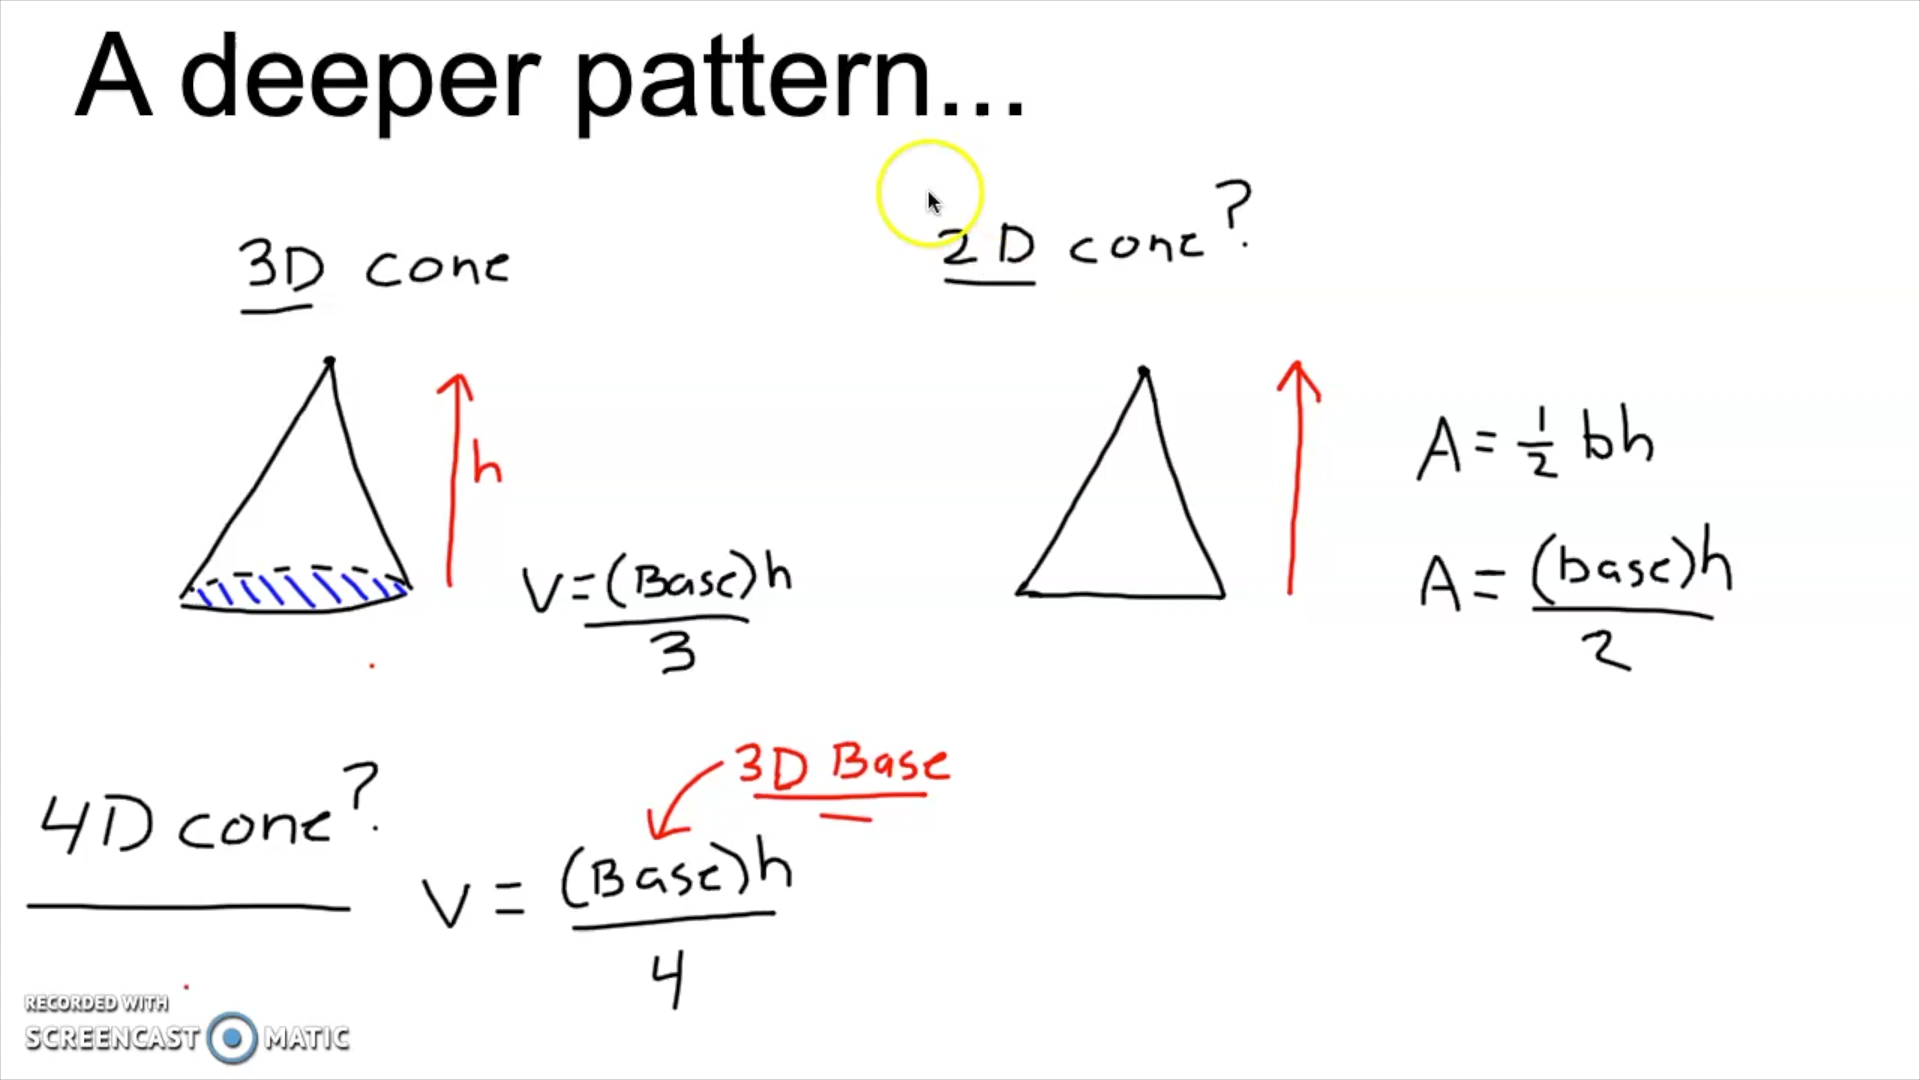 A deeper pattern...
3D cone
2D cone?
h
V = (Base)h / 3
A = 1/2 bh
A = (base)h / 2
4D cone?
3D Base
V = (Base)h / 4
RECORDED WITH
SCREENCAST MATIC